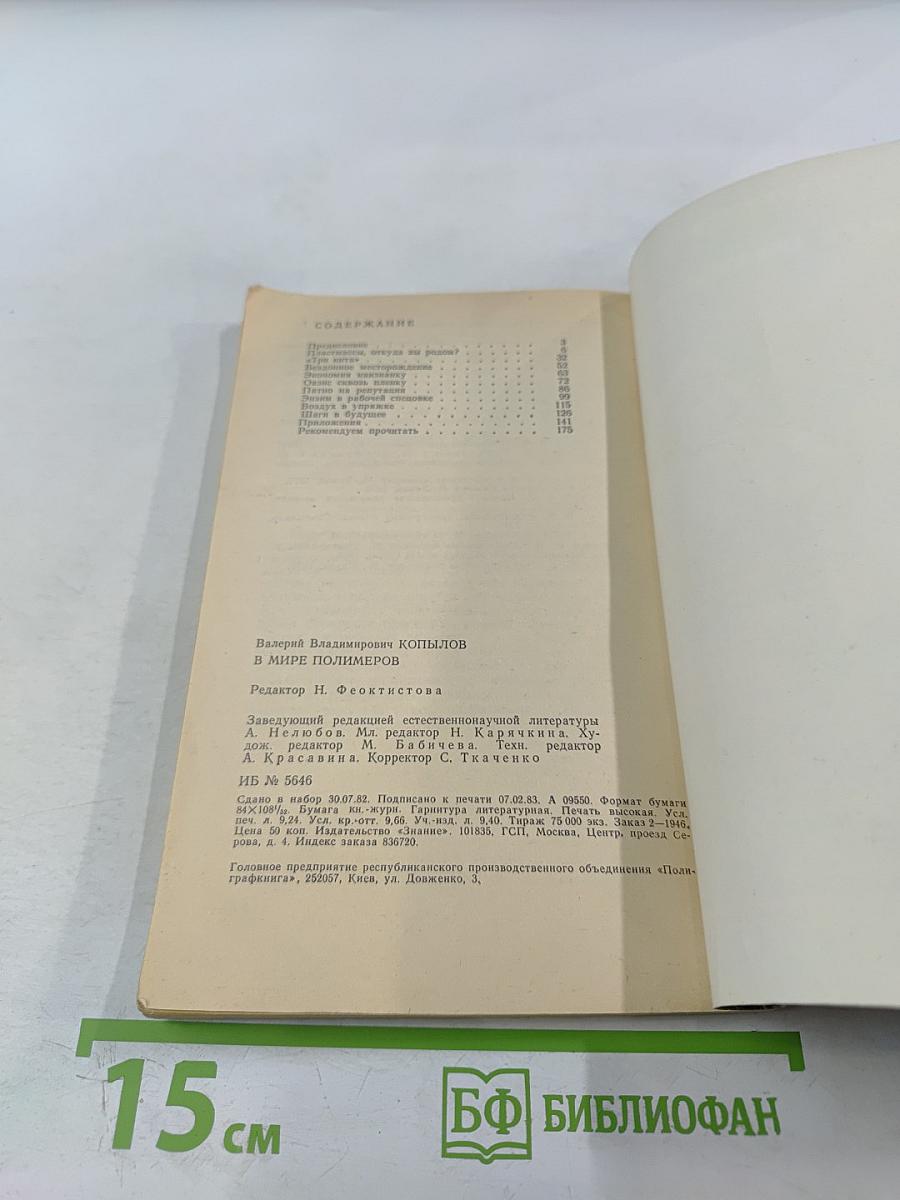 СОДЕРЖАНИЕ
Предисловие . . . . . . . . . . . . 3
Пластмассы, откуда вы родом? . . . . . . 6
«Три кита» . . . . . . . . . . . . 32
Бездонное месторождение . . . . . . . . 52
Экономия наизнанку . . . . . . . . . 63
Оазис сквозь пленку . . . . . . . . . 72
Пятно на репутации . . . . . . . . . 86
Энзим в рабочей спецовке . . . . . . . 99
Воздух в упряжке . . . . . . . . . . 115
Шаги в будущее . . . . . . . . . . 126
Приложения . . . . . . . . . . . . 141
Рекомендуем прочитать . . . . . . . . 175
Валерий Владимирович КОПЫЛОВ
В МИРЕ ПОЛИМЕРОВ
Редактор Н. Феоктистова
Заведующий редакцией естественнонаучной литературы
А. Нелюбов. Мл. редактор Н. Карячкина. Ху-
дож. редактор М. Бабичева. Техн. редактор
А. Красавина. Корректор С. Ткаченко
ИБ № 5646
Сдано в набор 30.07.82. Подписано к печати 07.02.83. А 09550. Формат бумаги
84×108¹/₃₂. Бумага кн.-журн. Гарнитура литературная. Печать высокая. Усл.
печ. л. 9,24. Усл. кр.-отт. 9,66. Уч.-изд. л. 9,40. Тираж 75 000 экз. Заказ 2—1946.
Цена 50 коп. Издательство «Знание». 101835, ГСП, Москва, Центр, проезд Се-
рова, д. 4. Индекс заказа 836720.
Головное предприятие республиканского производственного объединения «Поли-
графкнига», 252057, Киев, ул. Довженко, 3.
15 см
БФ БИБЛИОФАН